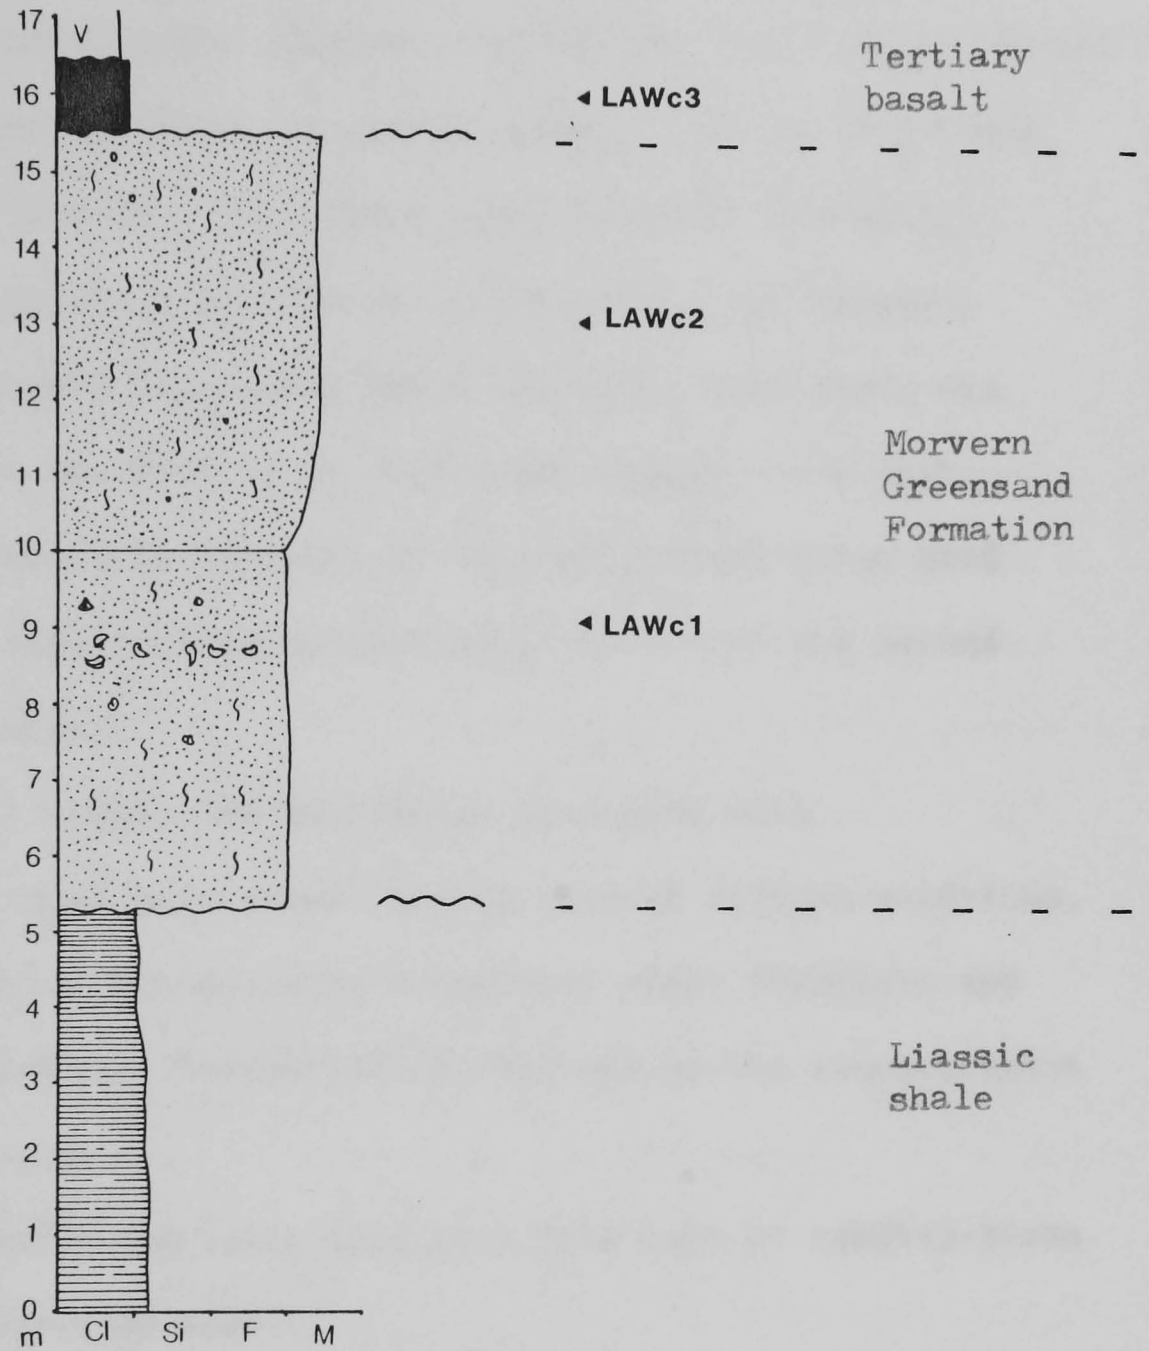 17
V
Tertiary
16
◄ LAWc3
basalt
15
14
13
◄ LAWc2
12
11
Morvern
Greensand
Formation
10
9
◄ LAWc1
8
7
6
5
4
3
Liassic
shale
2
1
0
m Cl Si F M